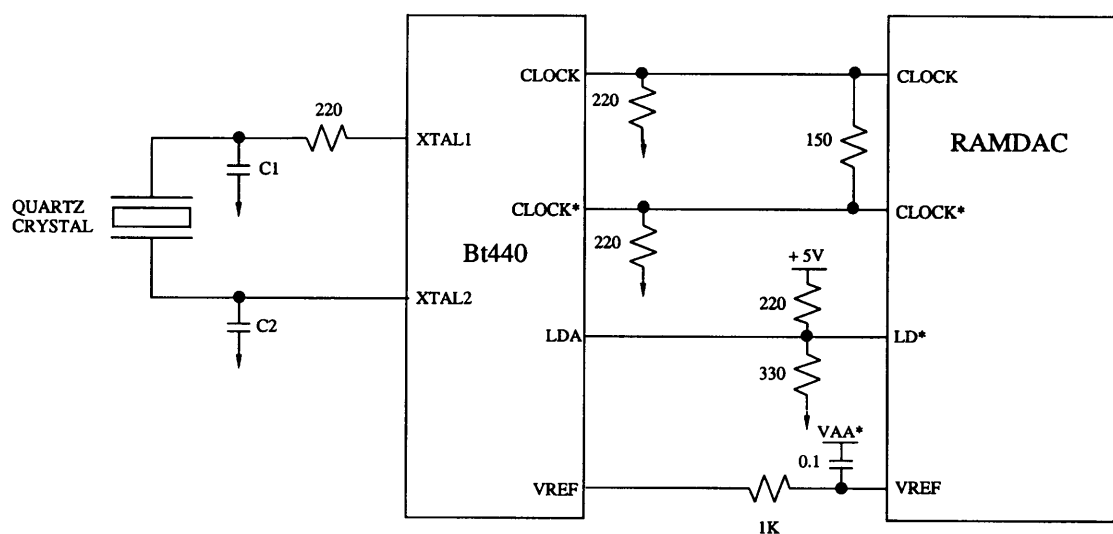 CLOCK
CLOCK
220
220
150
RAMDAC
XTAL1
C1
QUARTZ
CRYSTAL
CLOCK*
CLOCK*
Bt440
220
+ 5V
XTAL2
220
C2
LDA
LD*
330
VAA*
0.1
VREF
VREF
1K